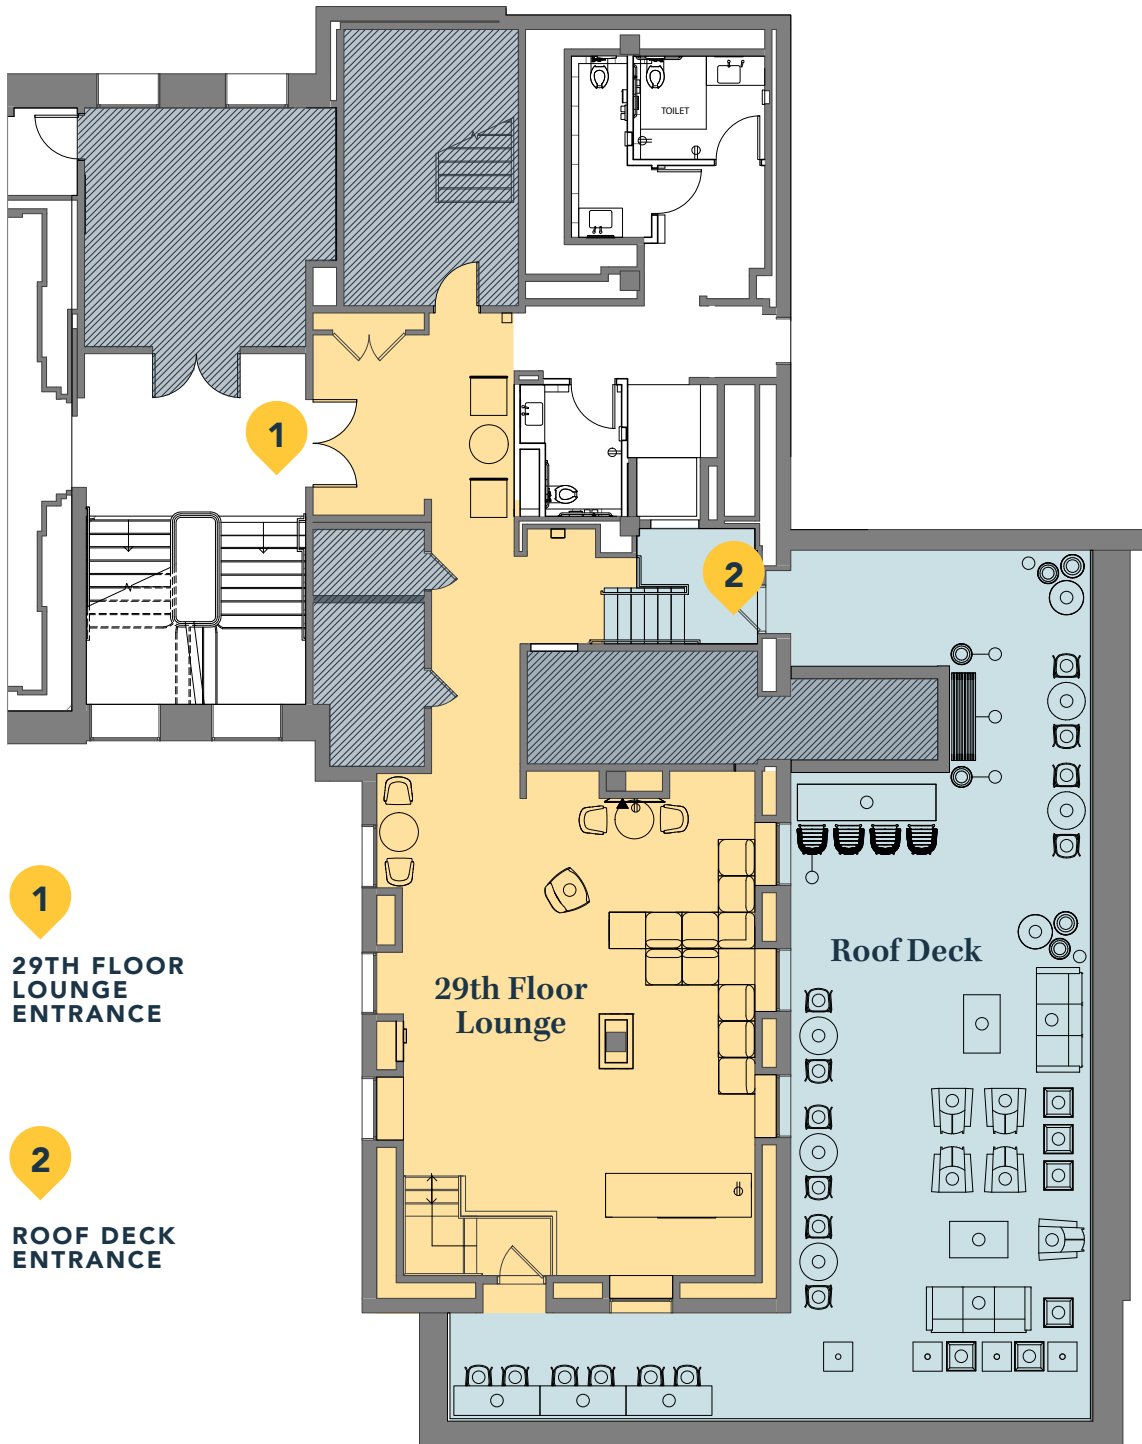 TOILET
1
2
1
29TH FLOOR
LOUNGE
ENTRANCE
29th Floor
Lounge
Roof Deck
2
ROOF DECK
ENTRANCE